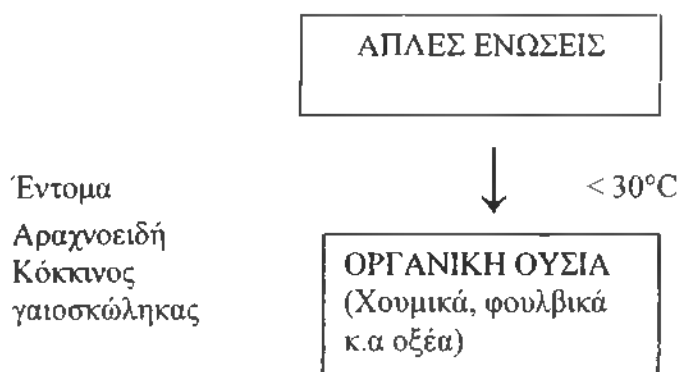 ΑΠΛΕΣ ΕΝΩΣΕΙΣ
Έντομα
Αραχνοειδή
Κόκκινος
γαιοσκώληκας
< 30°C
ΟΡΓΑΝΙΚΗ ΟΥΣΙΑ
(Χουμικά, φουλβικά
κ.α οξέα)